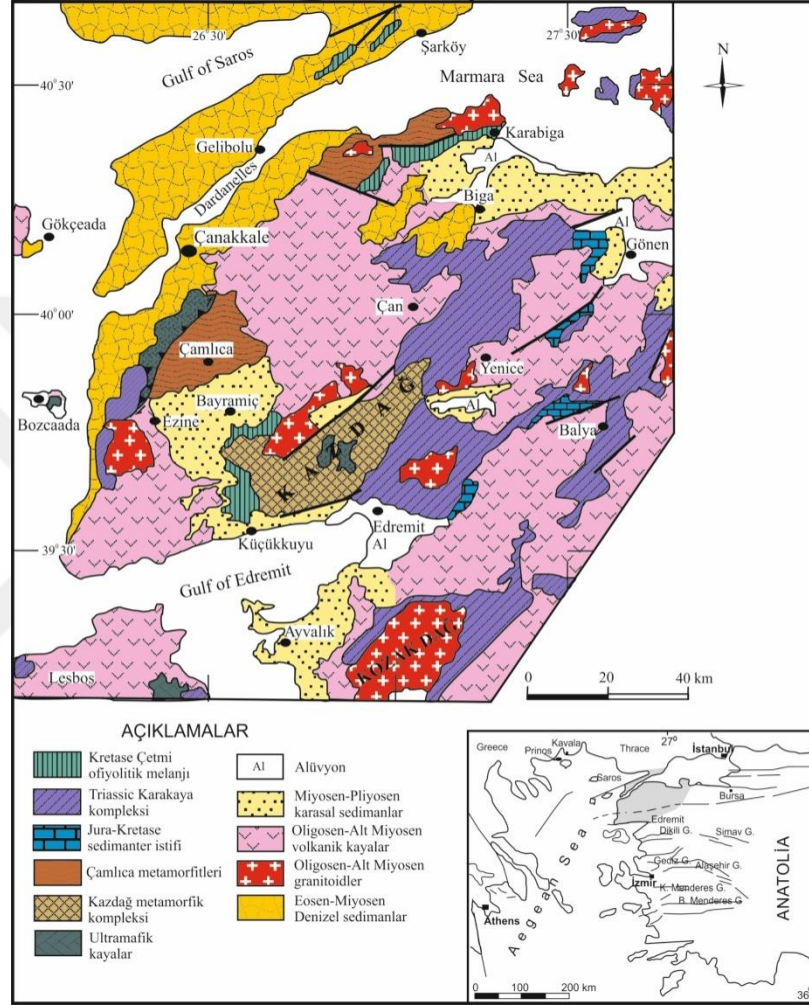 26°30'
27°30'
Şarköy
Gulf of Saros
Marmara Sea
N
40°30'
Karabiga
Gelibolu
Al
Dardanelles
Biga
Gökçeada
Al
Çanakkale
Gönen
40°00'
Çan
Çamlıca
Yenice
Bayramiç
Al
Bozcaada
Ezine
Balya
KAZDAĞ
Edremit
39°30'
Küçükkuyu
Al
Gulf of Edremit
Ayvalık
KOZAKDAĞ
Lesbos
0 20 40 km
AÇIKLAMALAR
Kretase Çetmi
ofiyolitik melanjı
Triassic Karakaya
kompleksi
Jura-Kretase
sedimanter istifi
Çamlıca metamorfitleri
Kazdağ metamorfik
kompleksi
Ultramafik
kayalar
Al Alüvyon
Miyosen-Pliyosen
karasal sedimanlar
Oligosen-Alt Miyosen
volkanik kayalar
Oligosen-Alt Miyosen
granitoidler
Eosen-Miyosen
Denizel sedimanlar
27°
Greece
Kavala
Prinos
Thrace
İstanbul
Saros
Bursa
Edremit
Dikili G.
Simav G.
Gediz G.
Alaşehir G.
İzmir
K. Menderes G.
B. Menderes G
Athens
Aegean Sea
ANATOLİA
0 100 200 km
36